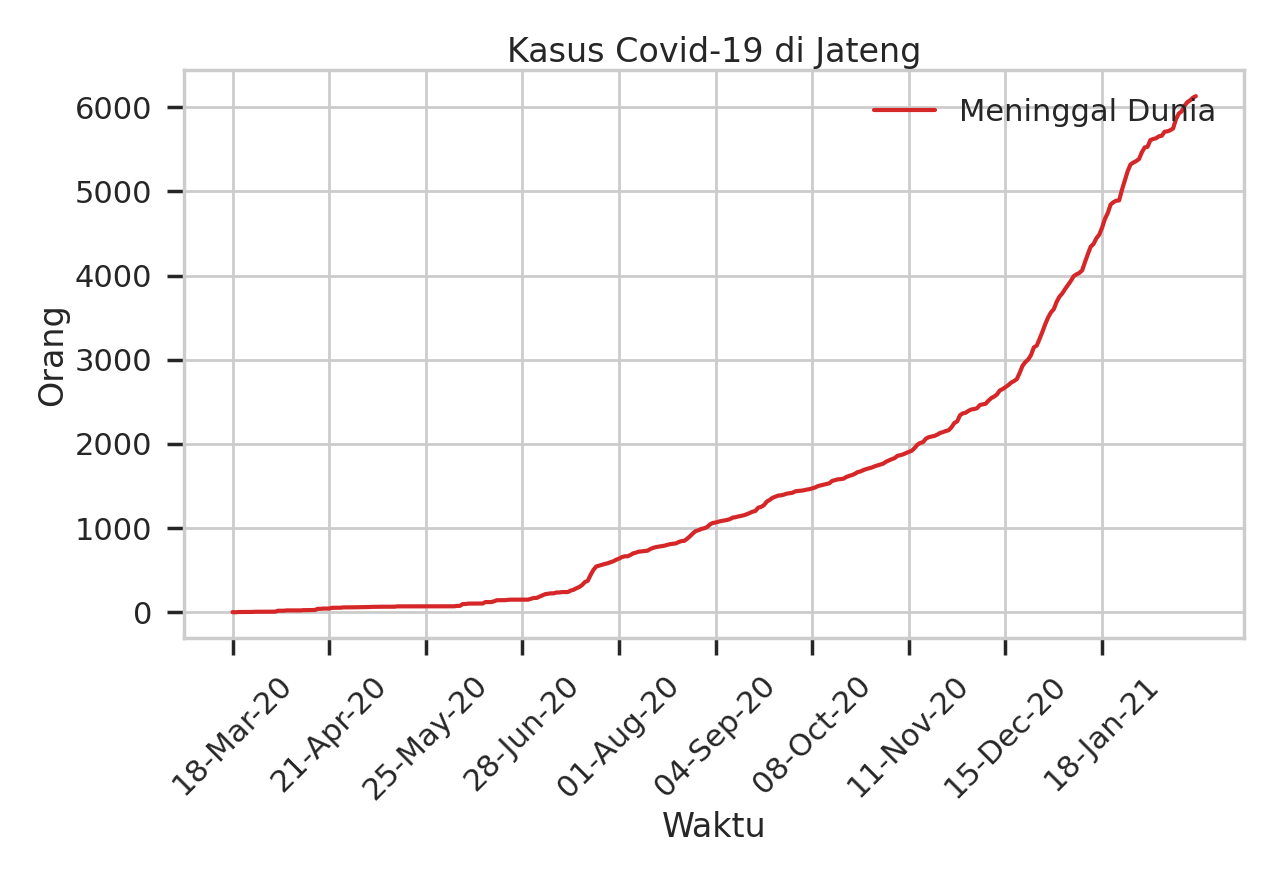 Kasus Covid-19 di Jateng
Meninggal Dunia
Orang
6000
5000
4000
3000
2000
1000
0
18-Mar-20
21-Apr-20
25-May-20
28-Jun-20
01-Aug-20
04-Sep-20
08-Oct-20
11-Nov-20
15-Dec-20
18-Jan-21
Waktu